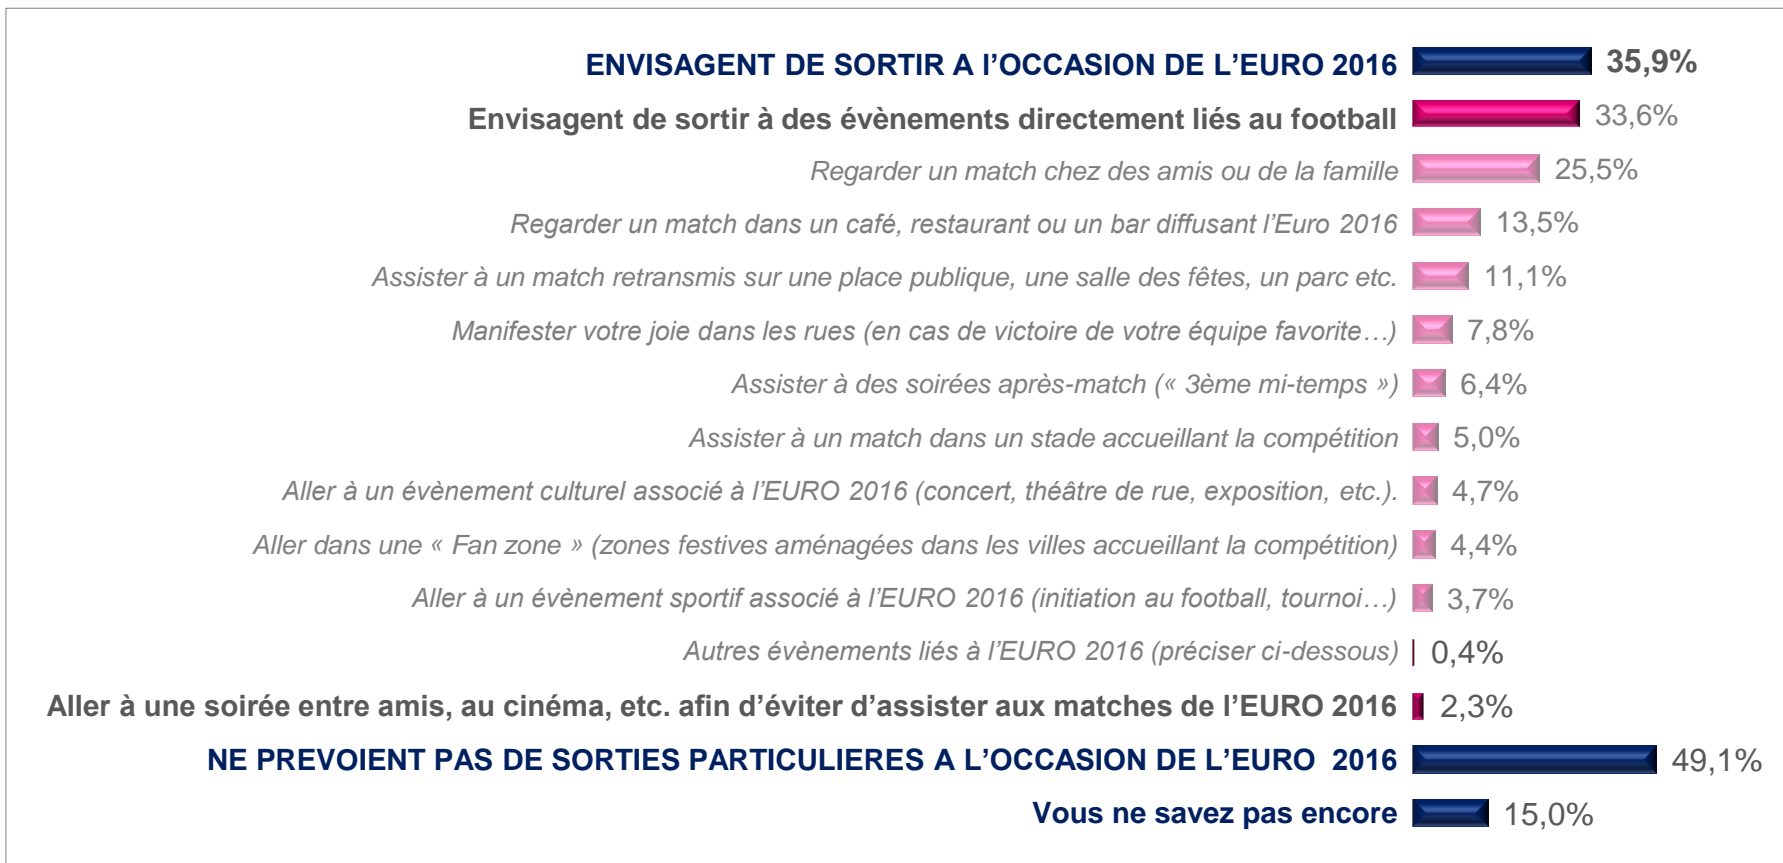 ENVISAGENT DE SORTIR A l'OCCASION DE L'EURO 2016 35,9%
Envisagent de sortir à des évènements directement liés au football 33,6%
Regarder un match chez des amis ou de la famille 25,5%
Regarder un match dans un café, restaurant ou un bar diffusant l'Euro 2016 13,5%
Assister à un match retransmis sur une place publique, une salle des fêtes, un parc etc. 11,1%
Manifester votre joie dans les rues (en cas de victoire de votre équipe favorite…) 7,8%
Assister à des soirées après-match (« 3ème mi-temps ») 6,4%
Assister à un match dans un stade accueillant la compétition 5,0%
Aller à un évènement culturel associé à l'EURO 2016 (concert, théâtre de rue, exposition, etc.). 4,7%
Aller dans une « Fan zone » (zones festives aménagées dans les villes accueillant la compétition) 4,4%
Aller à un évènement sportif associé à l'EURO 2016 (initiation au football, tournoi…) 3,7%
Autres évènements liés à l'EURO 2016 (préciser ci-dessous) 0,4%
Aller à une soirée entre amis, au cinéma, etc. afin d'éviter d'assister aux matches de l'EURO 2016 2,3%
NE PREVOIENT PAS DE SORTIES PARTICULIERES A L'OCCASION DE L'EURO 2016 49,1%
Vous ne savez pas encore 15,0%